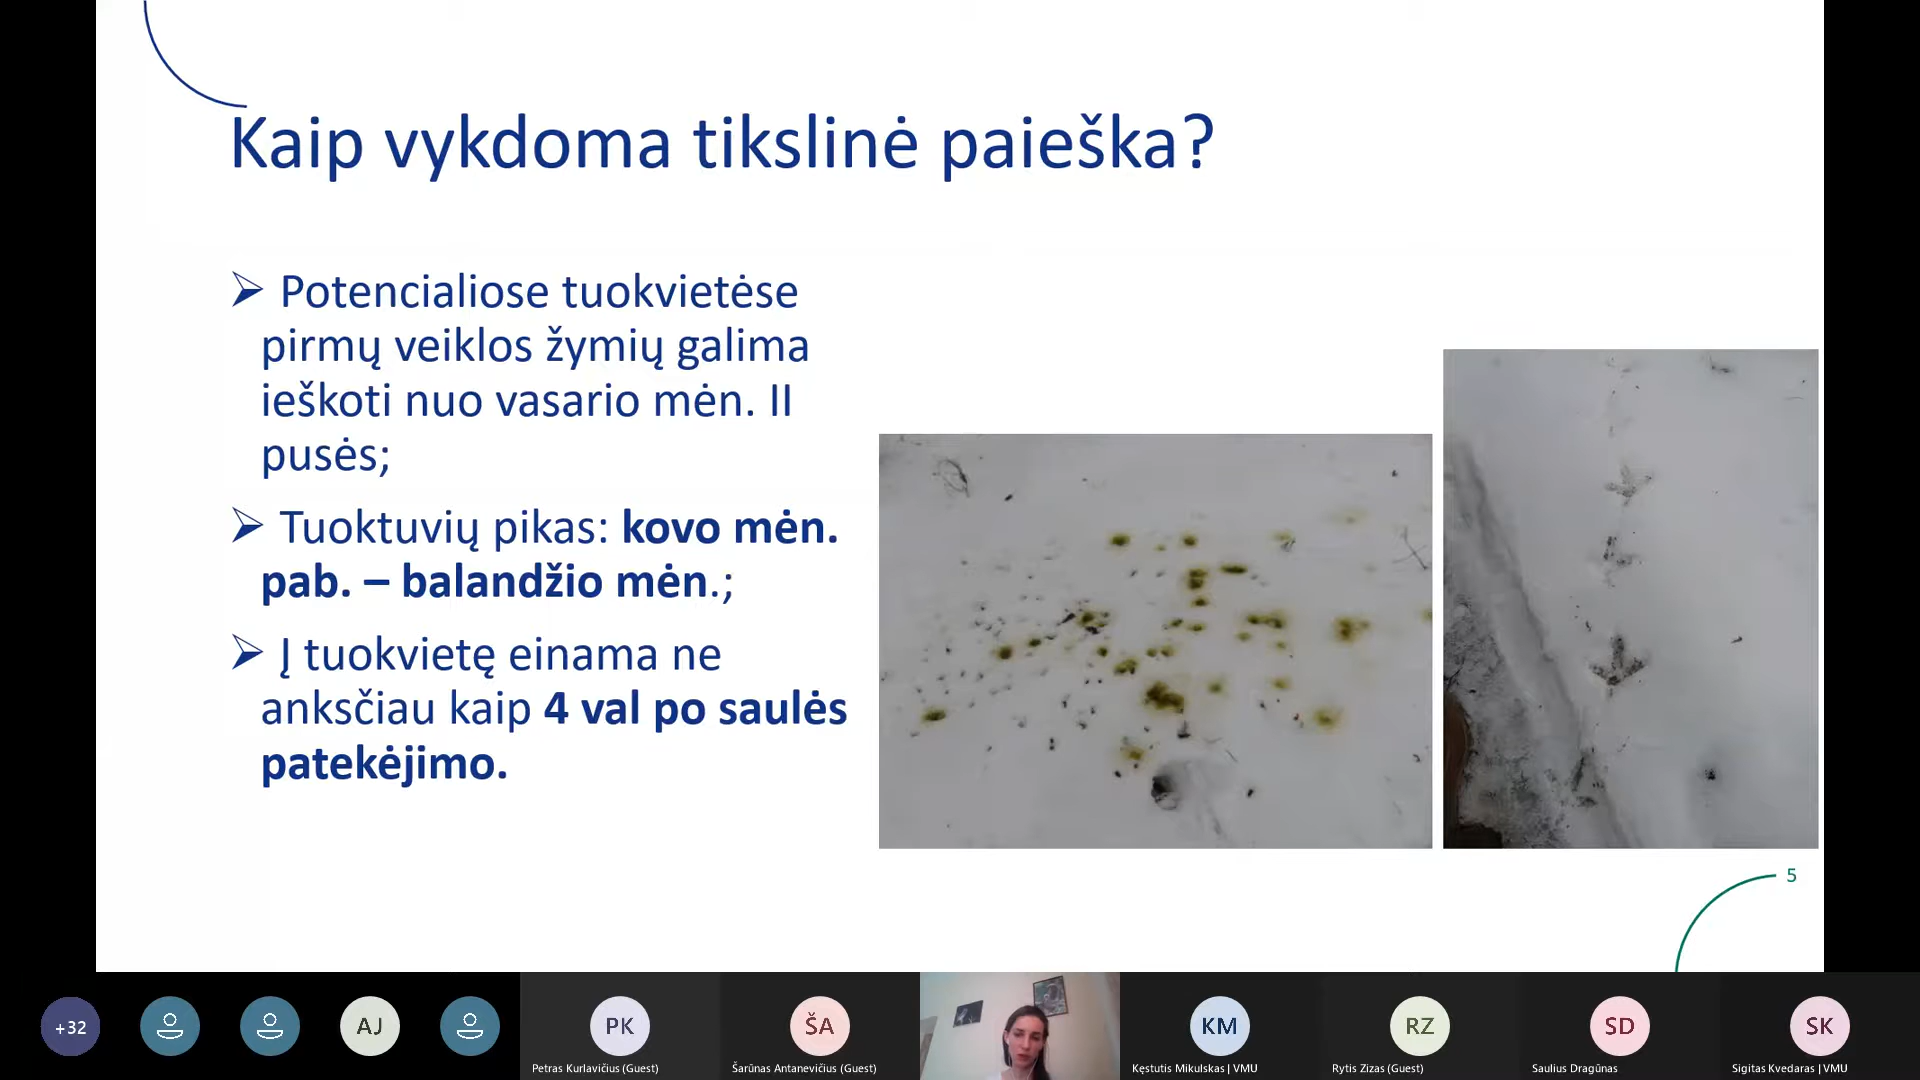 Kaip vykdoma tikslinė paieška?
Potencialiose tuokvietėse
pirmų veiklos žymių galima
ieškoti nuo vasario mėn. II
pusės;
Tuoktuvių pikas: kovo mėn.
pab. – balandžio mėn.;
Į tuokvietę einama ne
anksčiau kaip 4 val po saulės
patekėjimo.
5
+32
AJ
PK
Petras Kurlavičius (Guest)
ŠA
Šarūnas Antanevičius (Guest)
KM
Kęstutis Mikulskas | VMU
RZ
Rytis Zizas (Guest)
SD
Saulius Dragūnas
SK
Sigitas Kvedaras | VMU